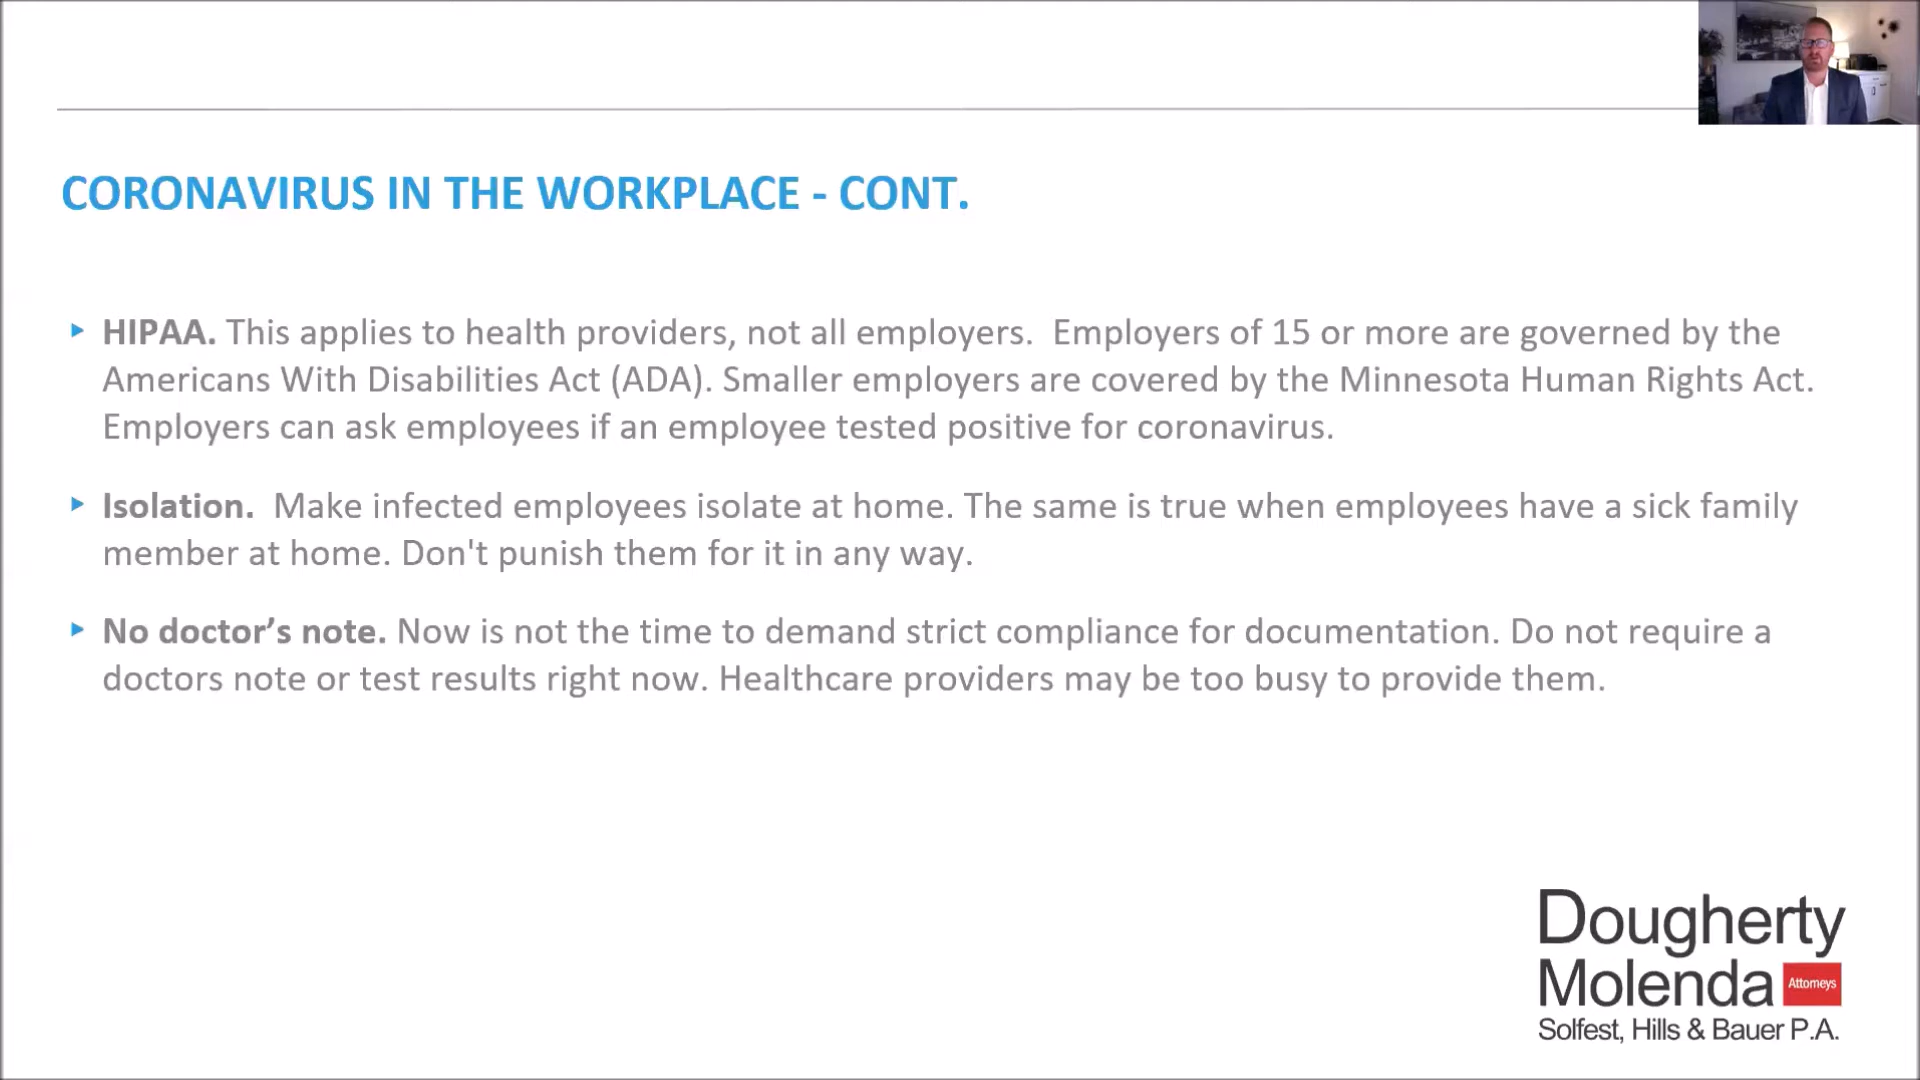 CORONAVIRUS IN THE WORKPLACE - CONT.
HIPAA. This applies to health providers, not all employers.  Employers of 15 or more are governed by the
Americans With Disabilities Act (ADA). Smaller employers are covered by the Minnesota Human Rights Act.
Employers can ask employees if an employee tested positive for coronavirus.
Isolation.  Make infected employees isolate at home. The same is true when employees have a sick family
member at home. Don't punish them for it in any way.
No doctor’s note. Now is not the time to demand strict compliance for documentation. Do not require a
doctors note or test results right now. Healthcare providers may be too busy to provide them.
Dougherty
Molenda Attorneys
Solfest, Hills & Bauer P.A.